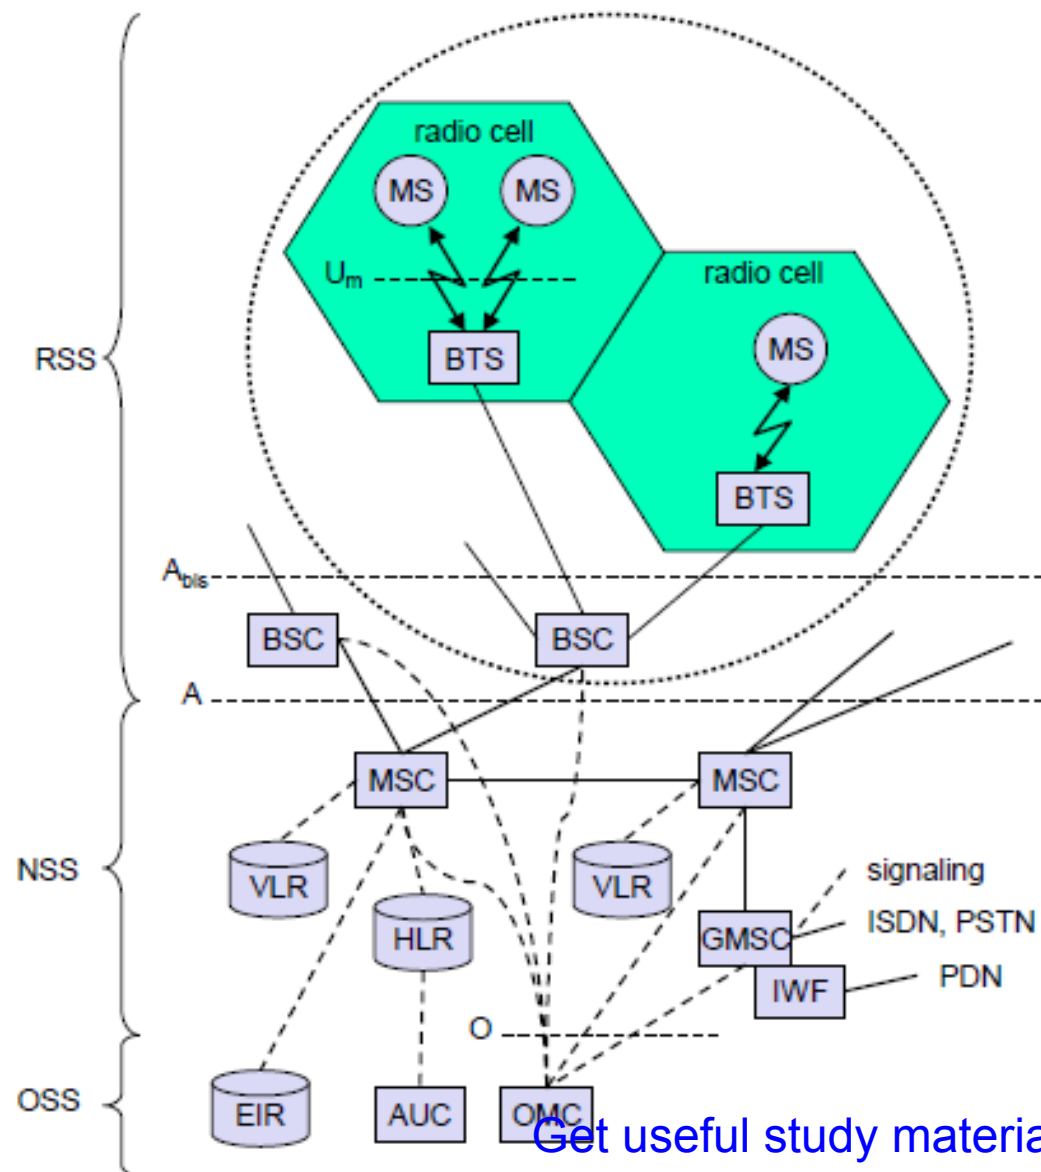 radio cell
MS MS
radio cell
Um
MS
RSS
BTS
BTS
Abis
BSC BSC
A
MSC MSC
NSS
VLR VLR
signaling
HLR
GMSC
ISDN, PSTN
IWF
PDN
O
OSS
EIR AUC OMC
Get useful study materia